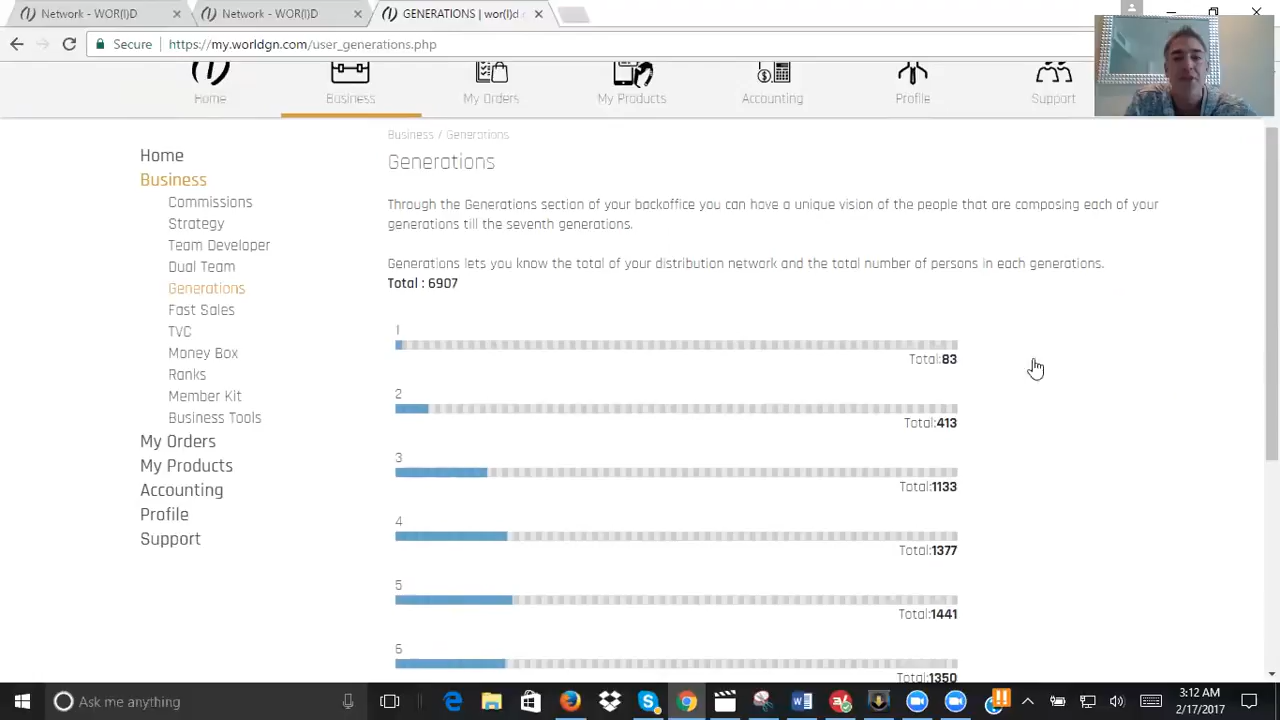 Network - WOR(I)D
Network - WOR(I)D
GENERATIONS | wor(l)d
Secure https://my.worldgn.com/user_generations.php
Home Business My Orders My Products Accounting Profile Support
Business / Generations
Generations
Through the Generations section of your backoffice you can have a unique vision of the people that are composing each of your
generations till the seventh generations.
Generations lets you know the total of your distribution network and the total number of persons in each generations.
Total : 6907
Home
Business
Commissions
Strategy
Team Developer
Dual Team
Generations
Fast Sales
TVC
Money Box
Ranks
Member Kit
Business Tools
My Orders
My Products
Accounting
Profile
Support
1
Total:83
2
Total:413
3
Total:1133
4
Total:1377
5
Total:1441
6
Total:1350
Ask me anything
3:12 AM
2/17/2017